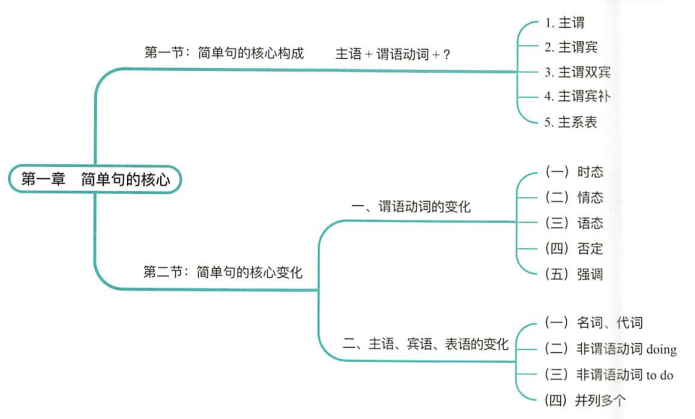 第一章 简单句的核心
第一节：简单句的核心构成 主语 + 谓语动词 + ?
1. 主谓
2. 主谓宾
3. 主谓双宾
4. 主谓宾补
5. 主系表
第二节：简单句的核心变化
一、谓语动词的变化
（一）时态
（二）情态
（三）语态
（四）否定
（五）强调
二、主语、宾语、表语的变化
（一）名词、代词
（二）非谓语动词 doing
（三）非谓语动词 to do
（四）并列多个